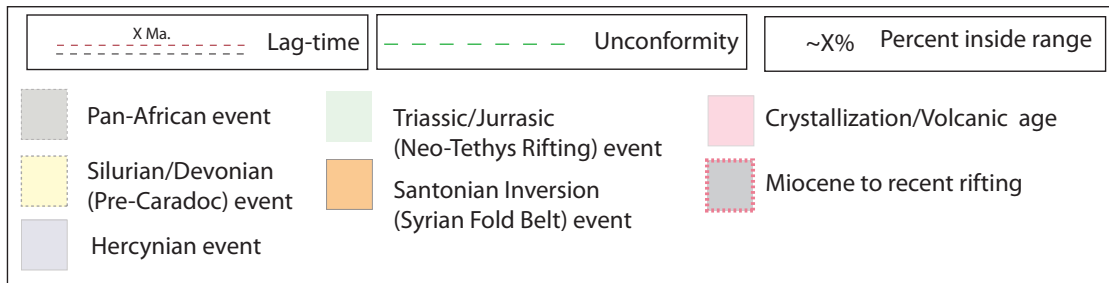 X Ma.
Lag-time
Unconformity
~X% Percent inside range
Pan-African event
Silurian/Devonian
(Pre-Caradoc) event
Hercynian event
Triassic/Jurrasic
(Neo-Tethys Rifting) event
Santonian Inversion
(Syrian Fold Belt) event
Crystallization/Volcanic age
Miocene to recent rifting